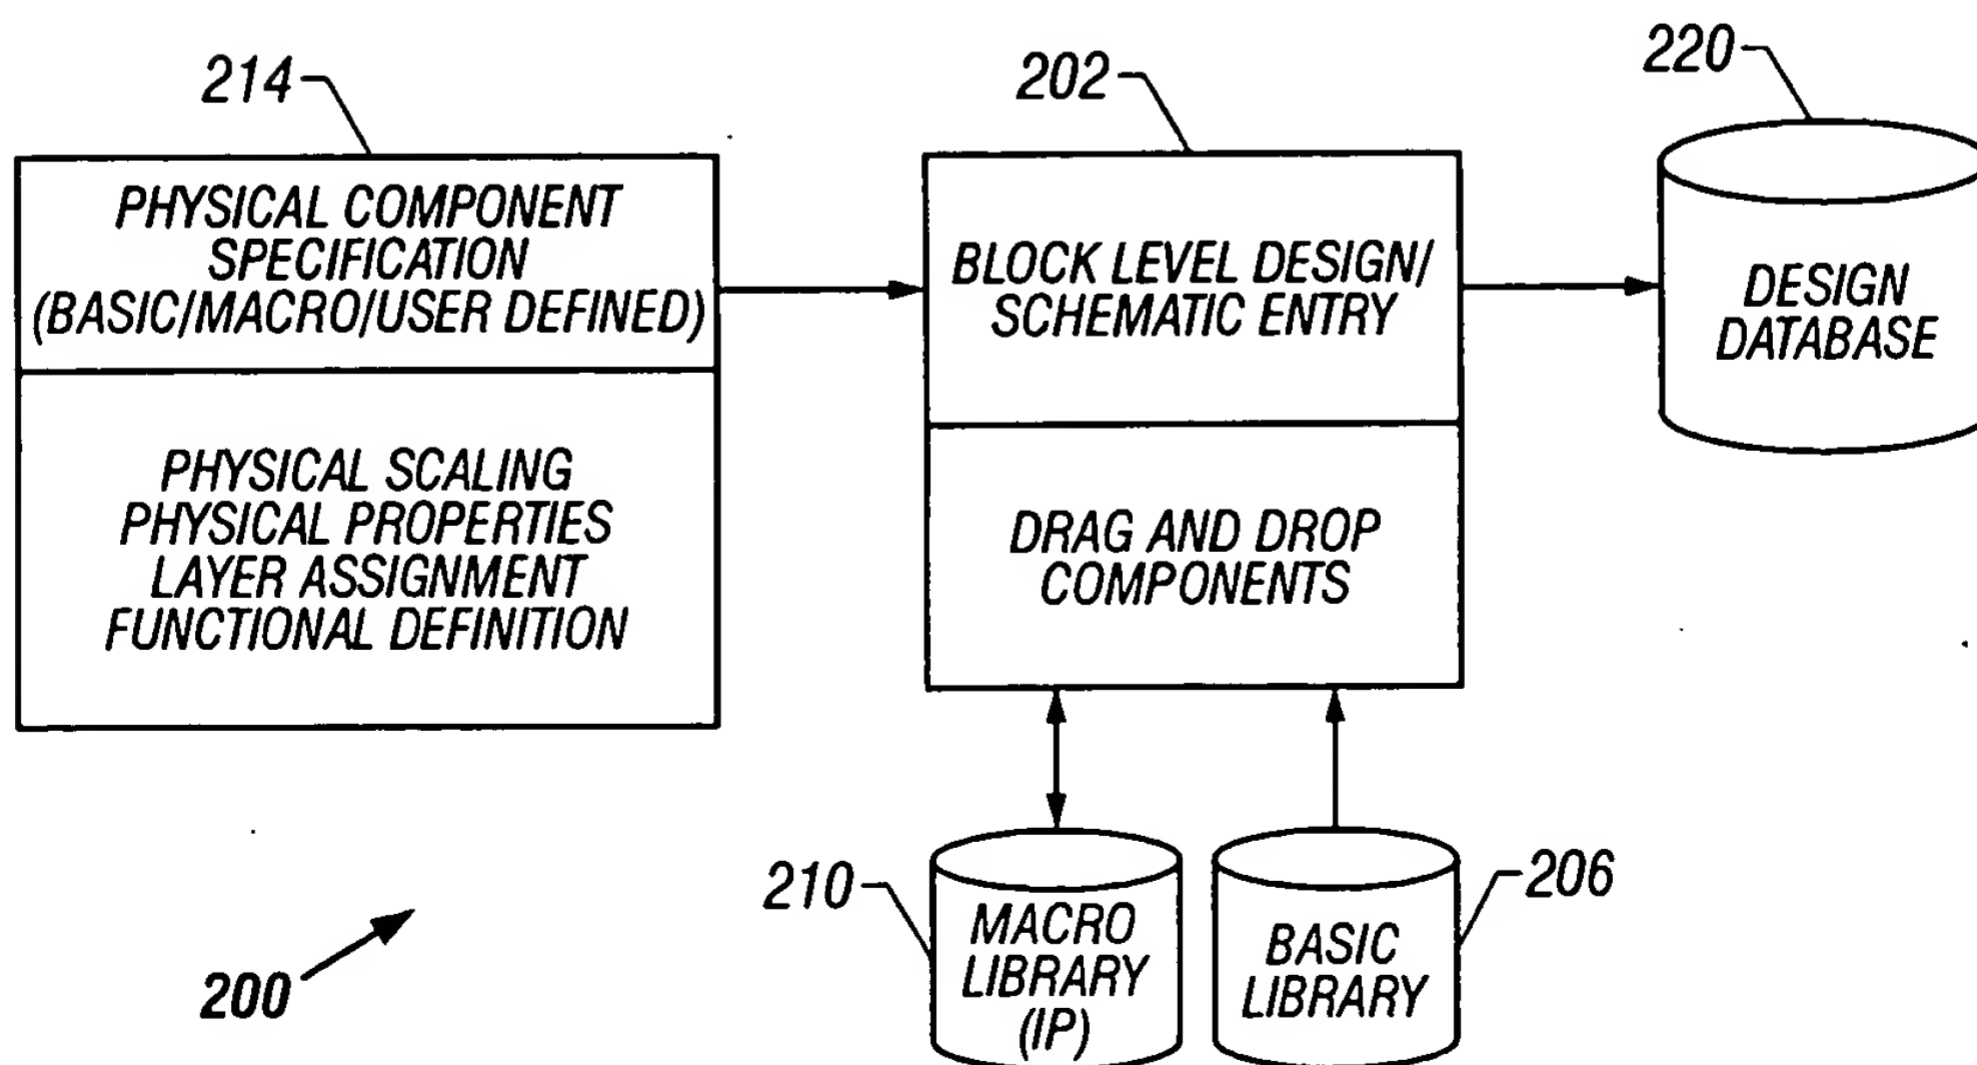 214
202
220
PHYSICAL COMPONENT
SPECIFICATION
(BASIC/MACRO/USER DEFINED)
PHYSICAL SCALING
PHYSICAL PROPERTIES
LAYER ASSIGNMENT
FUNCTIONAL DEFINITION
BLOCK LEVEL DESIGN/
SCHEMATIC ENTRY
DRAG AND DROP
COMPONENTS
DESIGN
DATABASE
210
MACRO
LIBRARY
(IP)
BASIC
LIBRARY
206
200